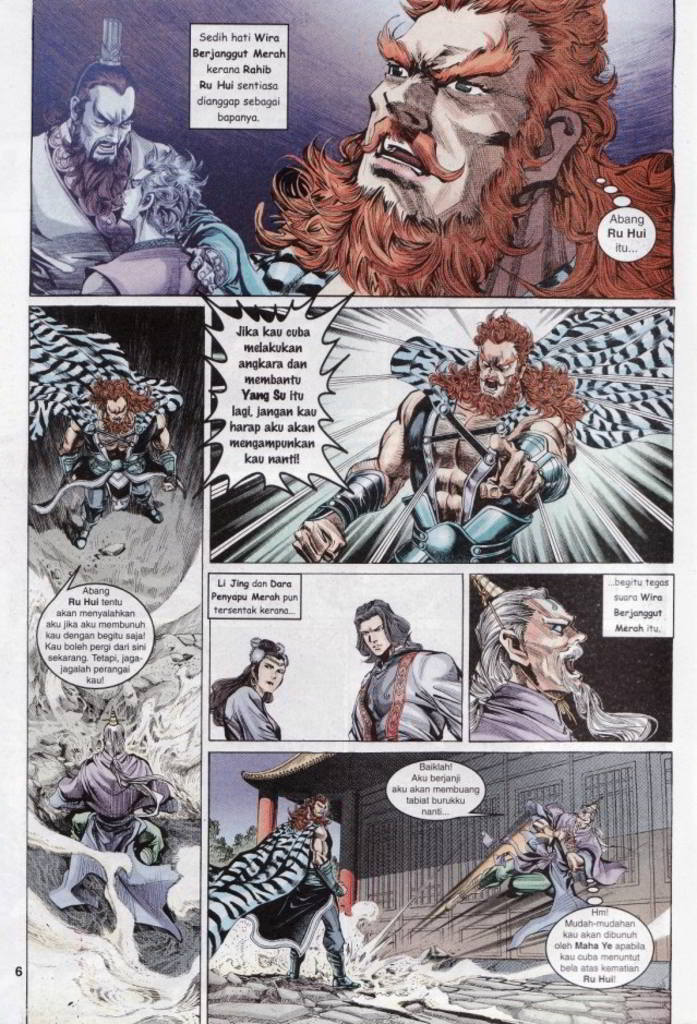 Sedih hati Wira
Berjanggut Merah
kerana Rahib
Ru Hui sentiasa
dianggap sebagai
bapanya.
Abang
Ru Hui
itu...
Jika kau cuba
melakukan
angkara dan
membantu
Yang Su itu
lagi, jangan kau
harap aku akan
mengampunkan
kau nanti!
Abang
Ru Hui tentu
akan menyalahkan
aku jika aku membunuh
kau dengan begitu saja!
Kau boleh pergi dari sini
sekarang. Tetapi, jaga-
jagalah perangai
kau!
Li Jing dan Dara
Penyapu Merah pun
tersentak kerana...
...begitu tegas
suara Wira
Berjanggut
Merah itu.
Baiklah!
Aku berjanji
aku akan membuang
tabiat burukku
nanti...
Hm!
Mudah-mudahan
kau akan dibunuh
oleh Maha Ye apabila
kau cuba menuntut
bela atas kematian
Ru Hui!
6